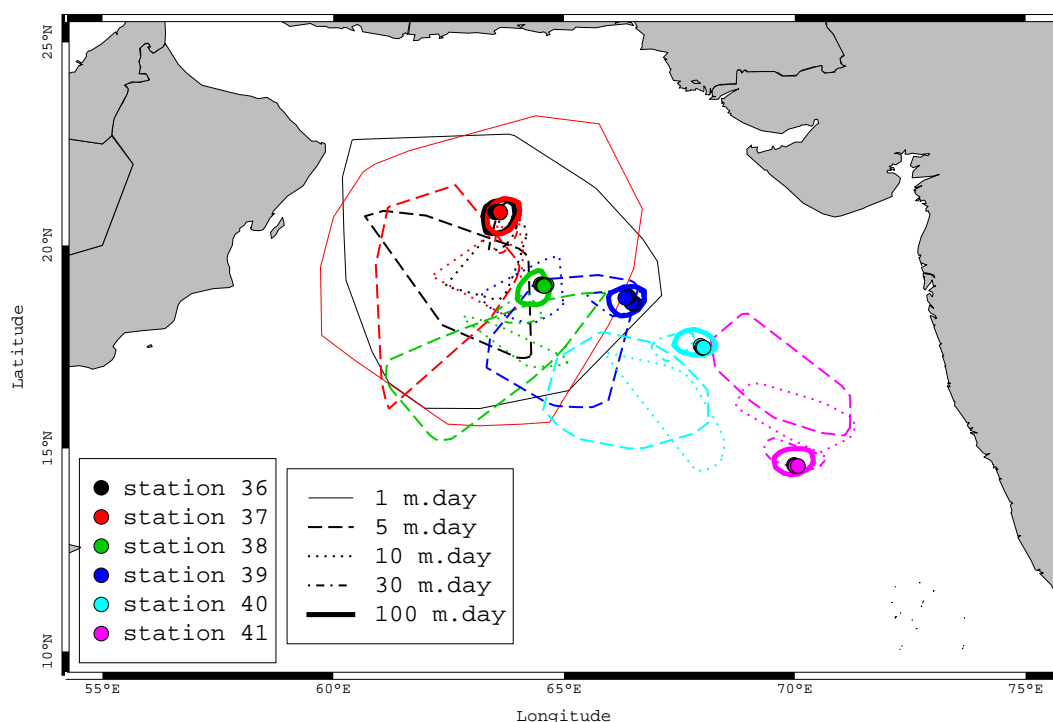 25°N
20°N
15°N
10°N
Latitude
station 36
station 37
station 38
station 39
station 40
station 41
1 m.day
5 m.day
10 m.day
30 m.day
100 m.day
55°E
60°E
65°E
70°E
75°E
Longitude